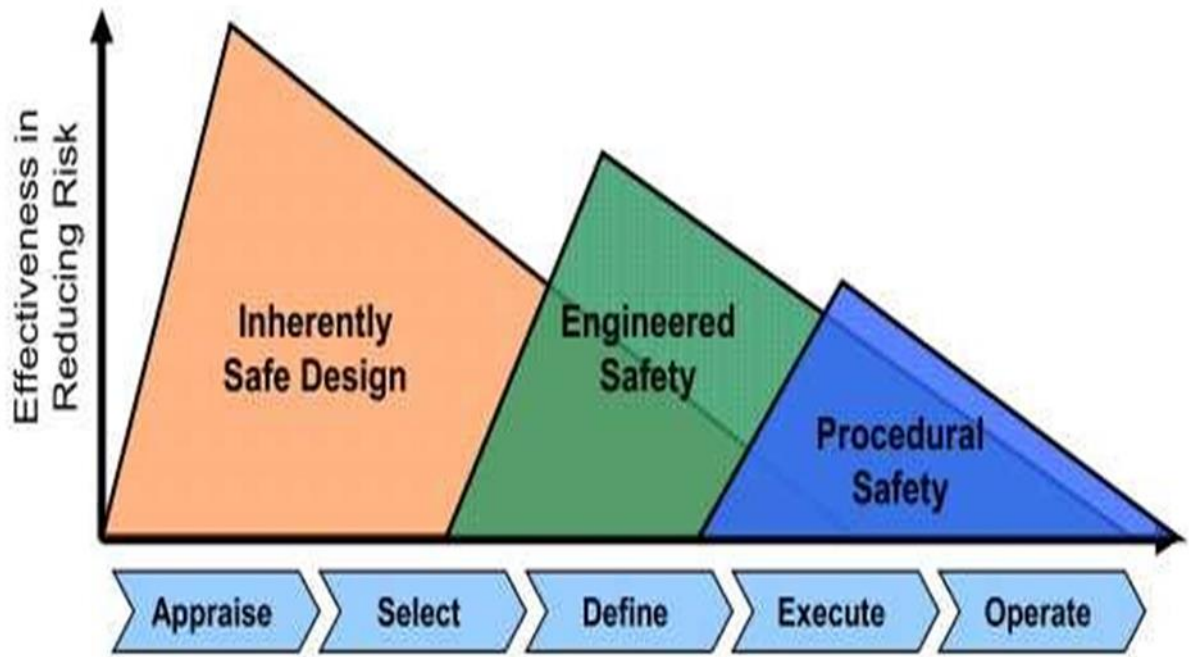 Effectiveness in
Reducing Risk
Inherently
Safe Design
Engineered
Safety
Procedural
Safety
Appraise
Select
Define
Execute
Operate